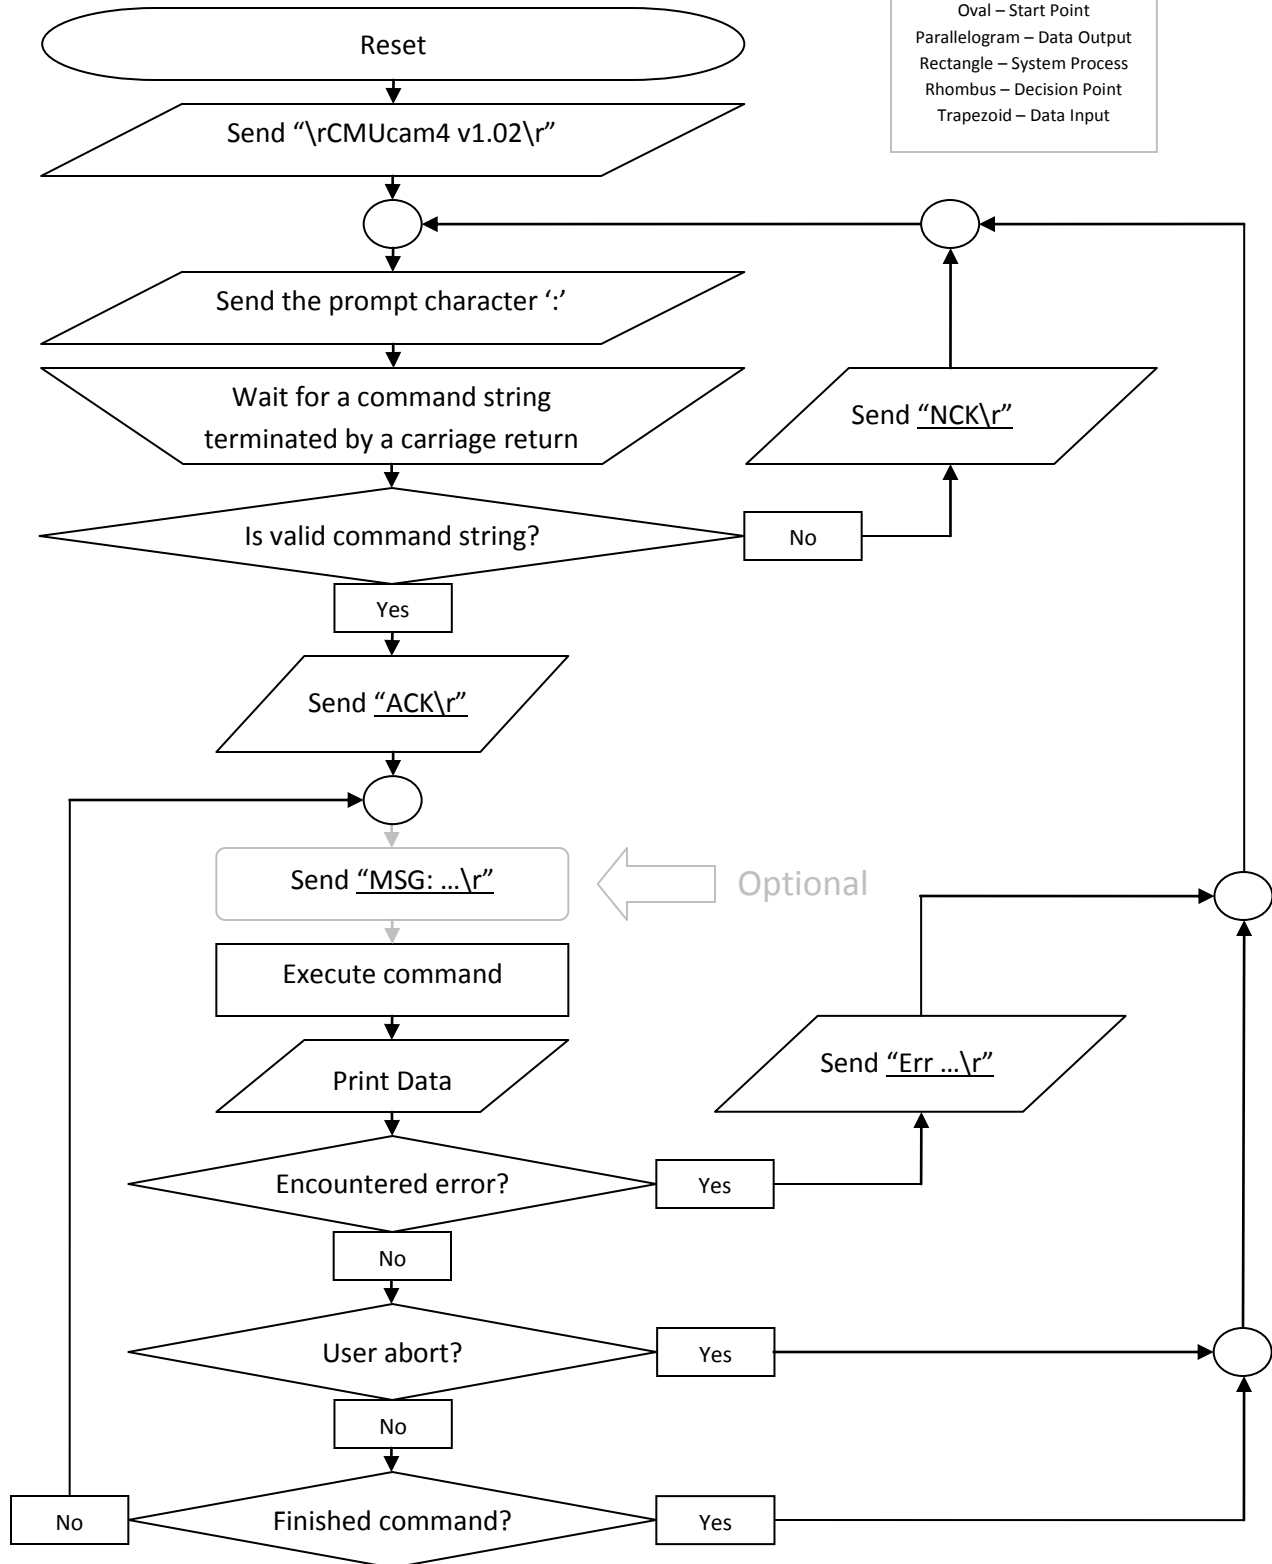 Oval – Start Point
Parallelogram – Data Output
Rectangle – System Process
Rhombus – Decision Point
Trapezoid – Data Input
Reset
Send “\rCMUcam4 v1.02\r”
Send the prompt character ‘:’
Wait for a command string
terminated by a carriage return
Send “NCK\r”
Is valid command string?
No
Yes
Send “ACK\r”
Send “MSG: …\r”
Optional
Execute command
Print Data
Send “Err …\r”
Encountered error?
Yes
No
User abort?
Yes
No
No
Finished command?
Yes